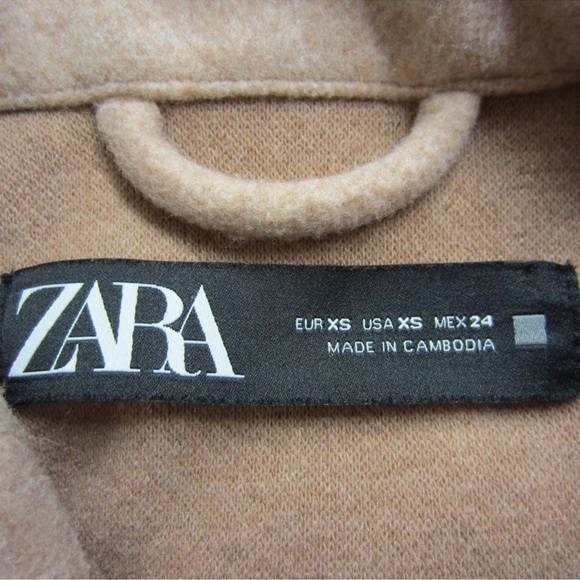 ZARA
EUR XS USA XS MEX 24
MADE IN CAMBODIA